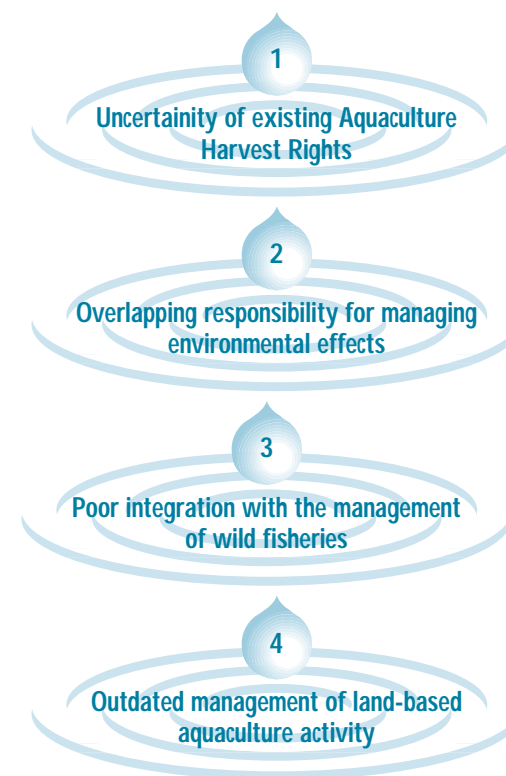 1
Uncertainity of existing Aquaculture
Harvest Rights
2
Overlapping responsibility for managing
environmental effects
3
Poor integration with the management
of wild fisheries
4
Outdated management of land-based
aquaculture activity